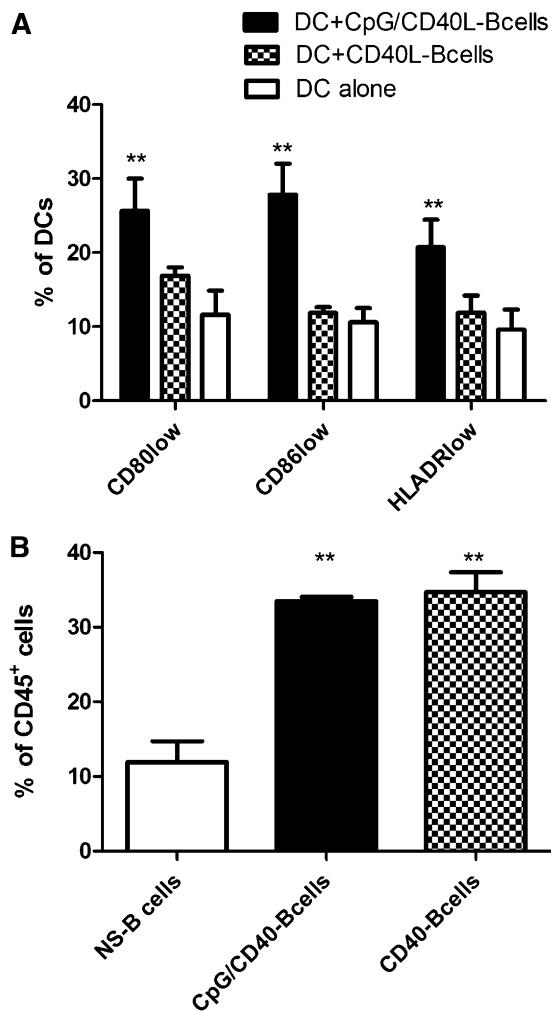 A
DC+CpG/CD40L-Bcells
DC+CD40L-Bcells
DC alone
% of DCs
40
30
20
10
0
**
**
**
CD80low
CD86low
HLADRlow
B
% of CD45⁺ cells
40
30
20
10
0
**
**
NS-B cells
CpG/CD40-Bcells
CD40-Bcells